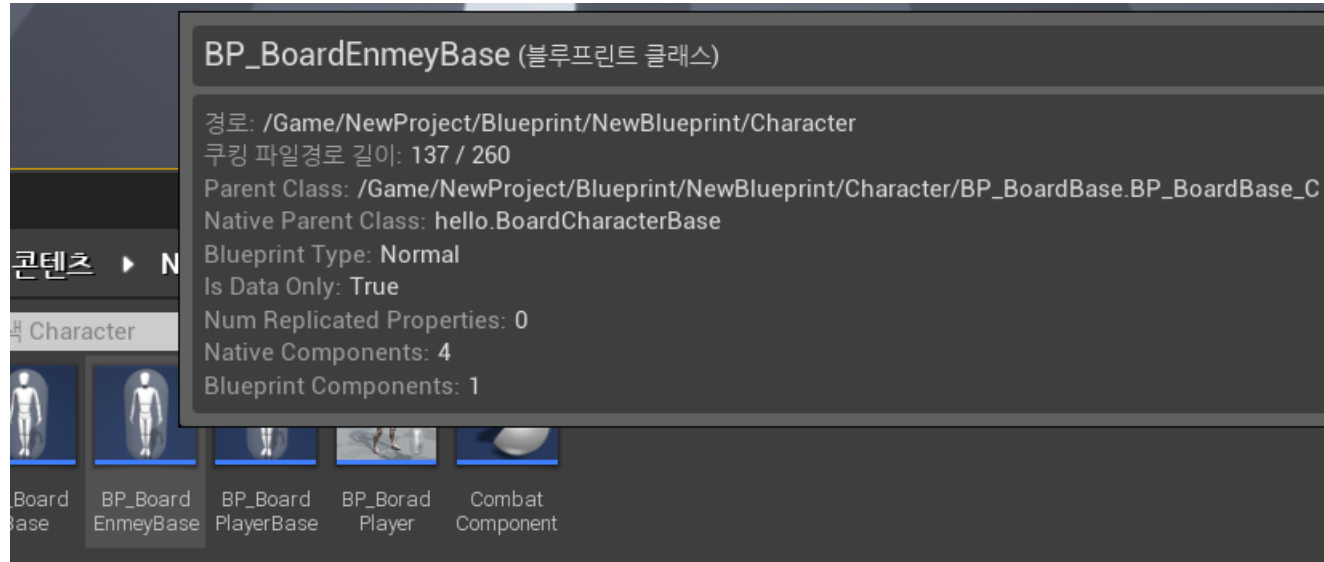 BP_BoardEnmeyBase (블루프린트 클래스)
경로: /Game/NewProject/Blueprint/NewBlueprint/Character
쿠킹 파일경로 길이: 137 / 260
Parent Class: /Game/NewProject/Blueprint/NewBlueprint/Character/BP_BoardBase.BP_BoardBase_C
Native Parent Class: hello.BoardCharacterBase
Blueprint Type: Normal
Is Data Only: True
Num Replicated Properties: 0
Native Components: 4
Blueprint Components: 1
콘텐츠 N
색 Character
_Board
Base
BP_Board
EnmeyBase
BP_Board
PlayerBase
BP_Borad
Player
Combat
Component